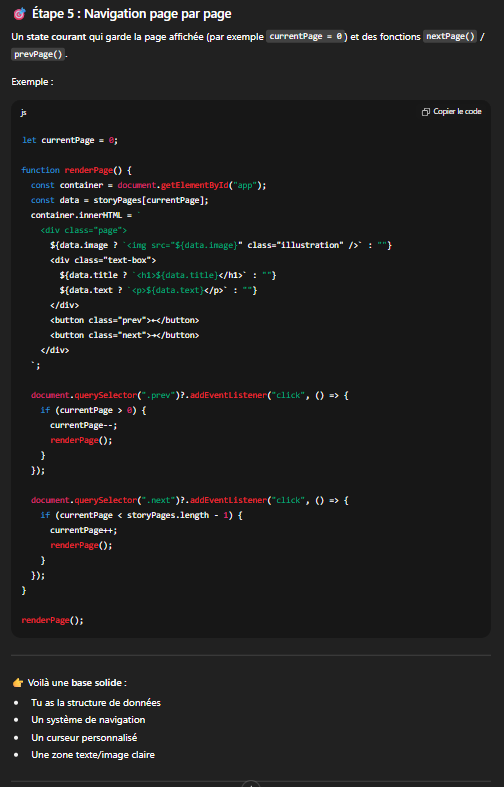 🎯 Étape 5 : Navigation page par page
Un state courant qui garde la page affichée (par exemple currentPage = 0) et des fonctions nextPage() /
prevPage().
Exemple :
js
Copier le code
let currentPage = 0;
function renderPage() {
  const container = document.getElementById("app");
  const data = storyPages[currentPage];
  container.innerHTML = `
    <div class="page">
      ${data.image ? `<img src="${data.image}" class="illustration" />` : ""}
      <div class="text-box">
        ${data.title ? `<h1>${data.title}</h1>` : ""}
        ${data.text ? `<p>${data.text}</p>` : ""}
      </div>
      <button class="prev">←</button>
      <button class="next">→</button>
    </div>
  `;
  document.querySelector(".prev")?.addEventListener("click", () => {
    if (currentPage > 0) {
      currentPage--;
      renderPage();
    }
  });
  document.querySelector(".next")?.addEventListener("click", () => {
    if (currentPage < storyPages.length - 1) {
      currentPage++;
      renderPage();
    }
  });
}
renderPage();
👉 Voilà une base solide :
• Tu as la structure de données
• Un système de navigation
• Un curseur personnalisé
• Une zone texte/image claire